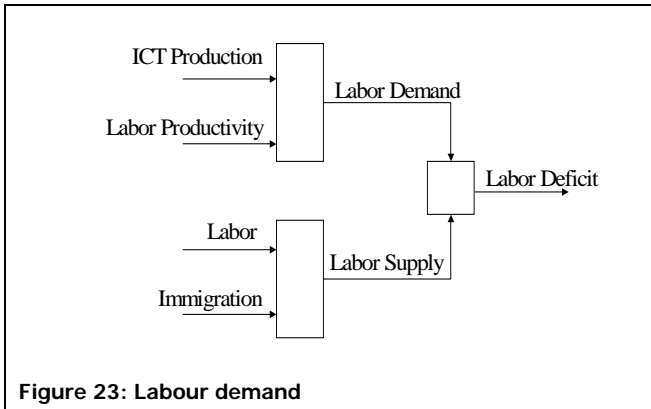 ICT Production
Labor Demand
Labor Productivity
Labor Deficit
Labor
Labor Supply
Immigration
Figure 23: Labour demand